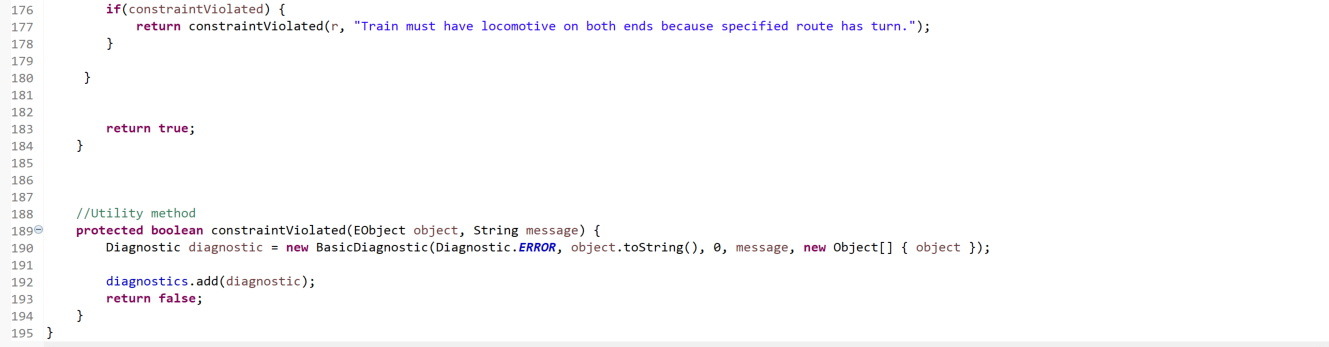 176        if(constraintViolated) {
177            return constraintViolated(r, "Train must have locomotive on both ends because specified route has turn.");
178        }
179
180     }
181
182
183        return true;
184    }
185
186
187
188    //Utility method
189    protected boolean constraintViolated(EObject object, String message) {
190        Diagnostic diagnostic = new BasicDiagnostic(Diagnostic.ERROR, object.toString(), 0, message, new Object[] { object });
191
192        diagnostics.add(diagnostic);
193        return false;
194    }
195 }